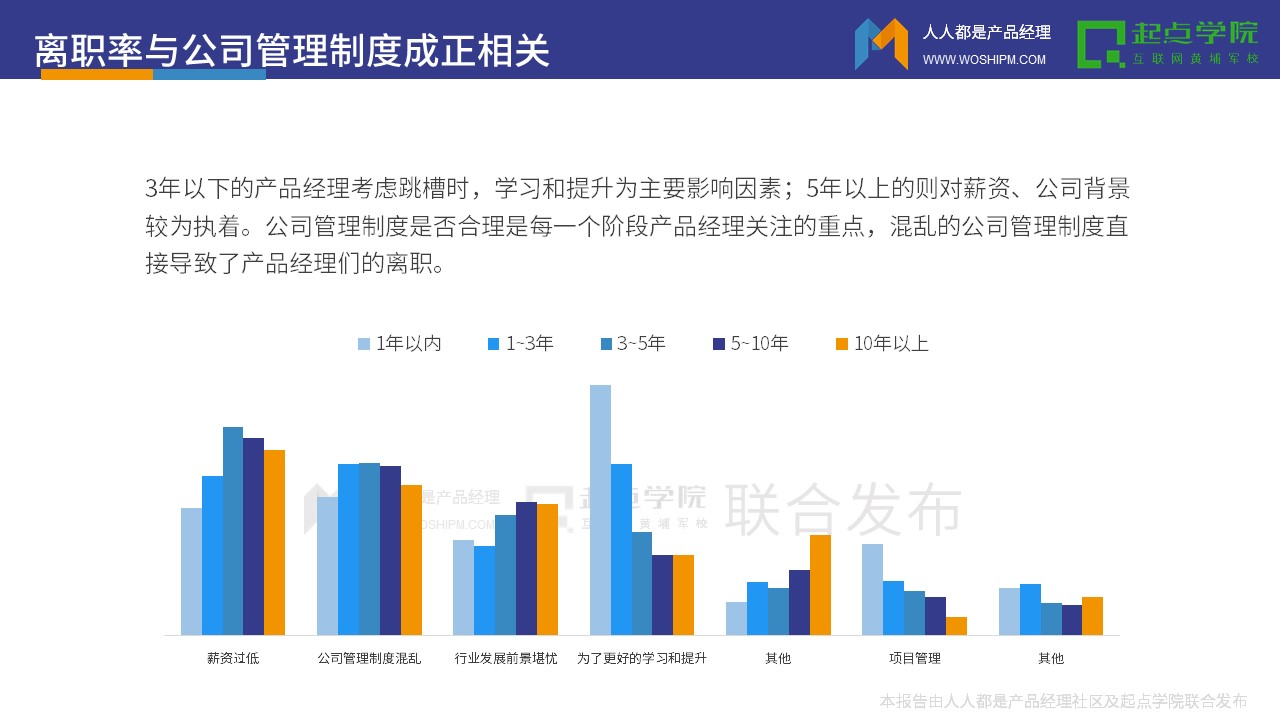 离职率与公司管理制度成正相关
人人都是产品经理
WWW.WOSHIPM.COM
起点学院
互联网黄埔军校
3年以下的产品经理考虑跳槽时，学习和提升为主要影响因素；5年以上的则对薪资、公司背景
较为执着。公司管理制度是否合理是每一个阶段产品经理关注的重点，混乱的公司管理制度直
接导致了产品经理们的离职。
1年以内 1~3年 3~5年 5~10年 10年以上
是产品经理
OSHIPM.COM
起点学院
互 黄埔军校
联合发布
薪资过低 公司管理制度混乱 行业发展前景堪忧 为了更好的学习和提升 其他 项目管理 其他
本报告由人人都是产品经理社区及起点学院联合发布